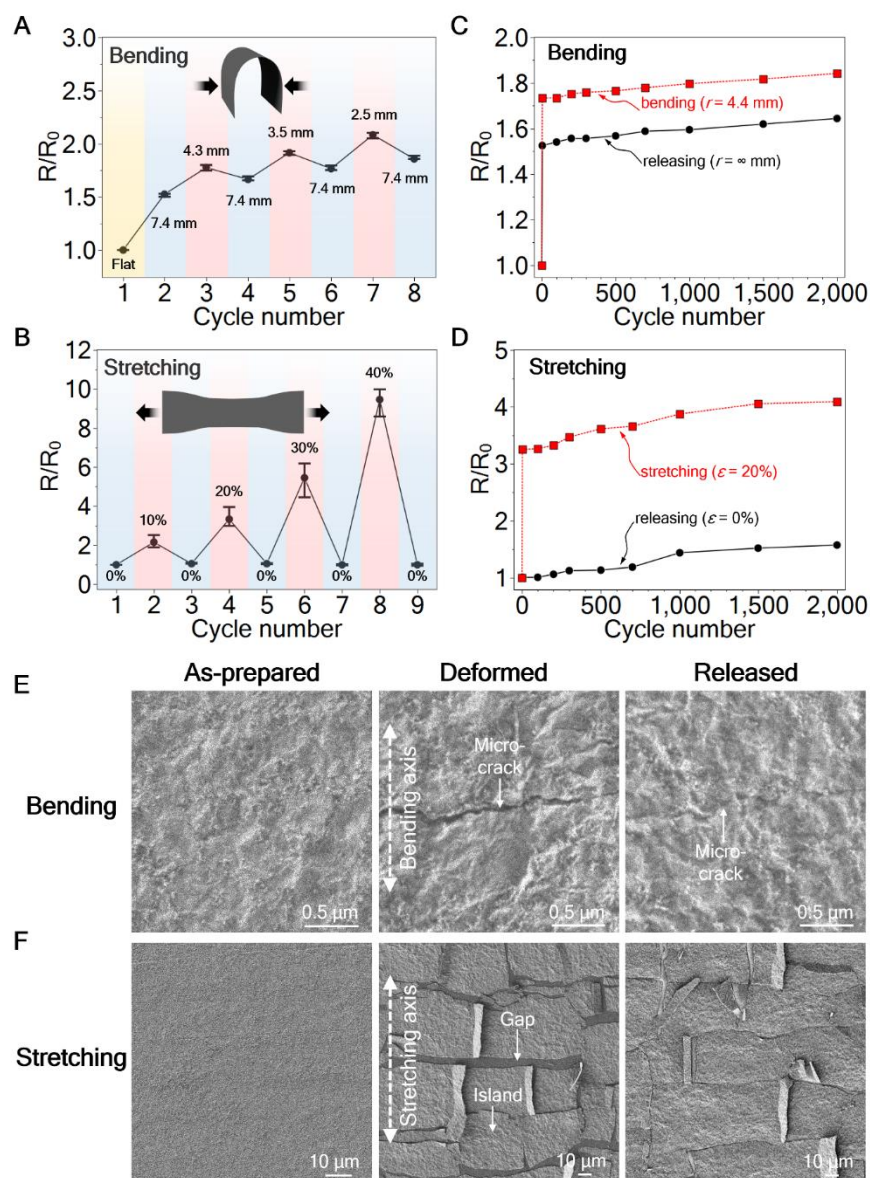 A
Bending
3.0
2.5
2.0
1.5
1.0
R/R0
Flat
7.4 mm
4.3 mm
7.4 mm
3.5 mm
7.4 mm
2.5 mm
7.4 mm
1 2 3 4 5 6 7 8
Cycle number
C
Bending
2.0
1.8
1.6
1.4
1.2
1.0
R/R0
bending (r = 4.4 mm)
releasing (r = ∞ mm)
0 500 1,000 1,500 2,000
Cycle number
B
Stretching
12
10
8
6
4
2
0
R/R0
0%
10%
0%
20%
0%
30%
0%
40%
0%
1 2 3 4 5 6 7 8 9
Cycle number
D
Stretching
5
4
3
2
1
R/R0
stretching (ε = 20%)
releasing (ε = 0%)
0 500 1,000 1,500 2,000
Cycle number
As-prepared
Deformed
Released
E
Bending
0.5 μm
Bending axis
Micro-
crack
0.5 μm
Micro-
crack
0.5 μm
F
Stretching
10 μm
Stretching axis
Gap
Island
10 μm
10 μm